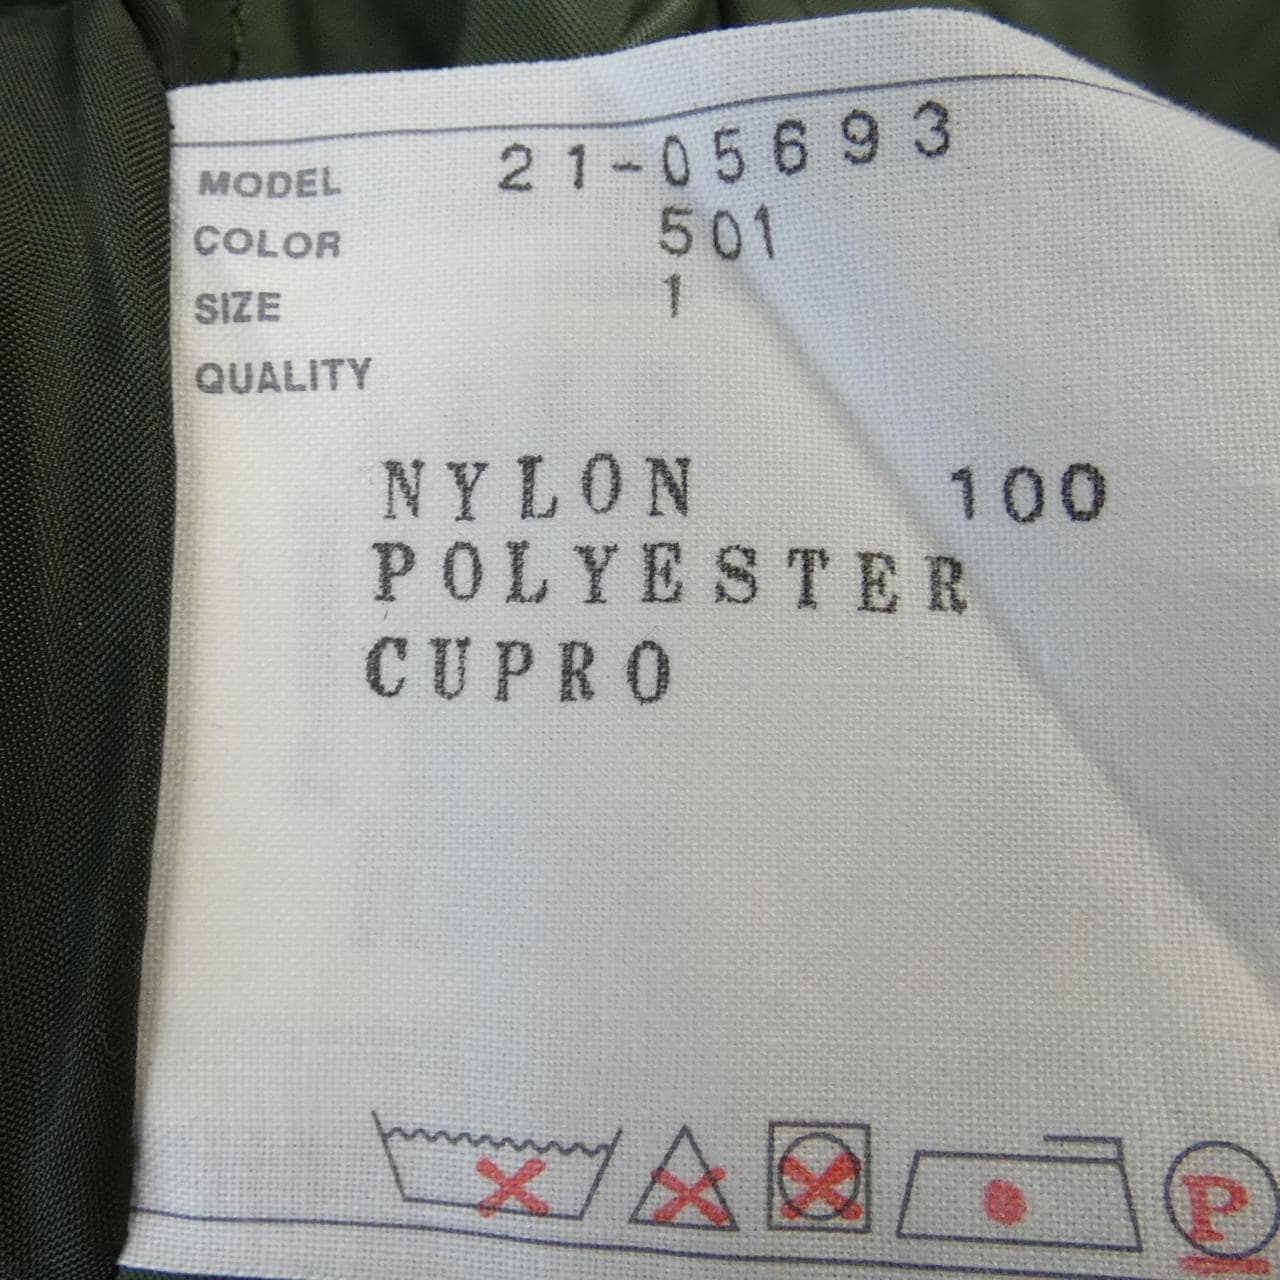 MODEL 21-05693
COLOR 501
SIZE 1
QUALITY
NYLON 100
POLYESTER
CUPRO
P